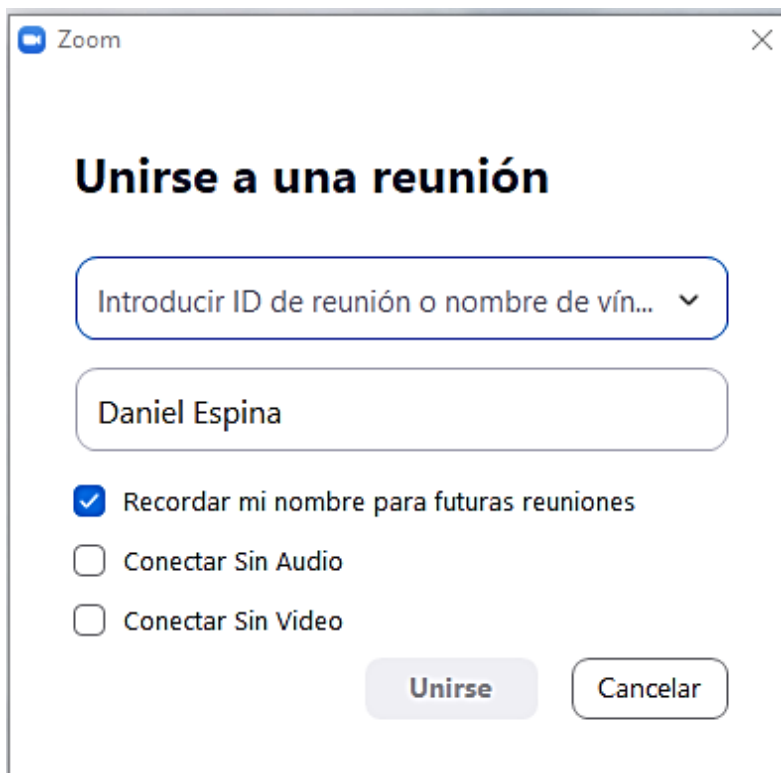 Zoom
Unirse a una reunión
Introducir ID de reunión o nombre de vín...
Daniel Espina
Recordar mi nombre para futuras reuniones
Conectar Sin Audio
Conectar Sin Video
Unirse
Cancelar